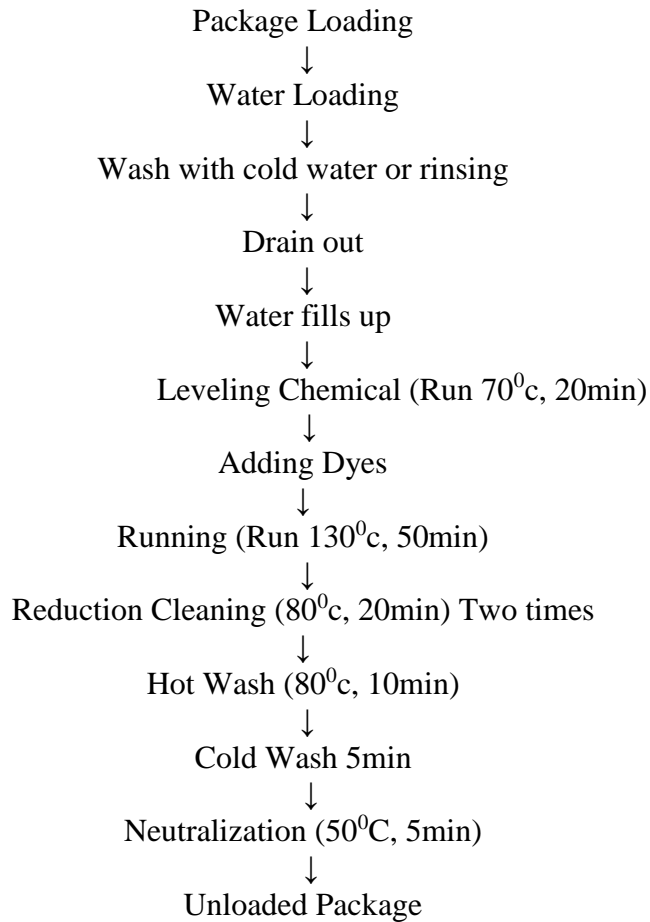 Package Loading
↓
Water Loading
↓
Wash with cold water or rinsing
↓
Drain out
↓
Water fills up
↓
Leveling Chemical (Run 70⁰c, 20min)
↓
Adding Dyes
↓
Running (Run 130⁰c, 50min)
↓
Reduction Cleaning (80⁰c, 20min) Two times
↓
Hot Wash (80⁰c, 10min)
↓
Cold Wash 5min
↓
Neutralization (50⁰C, 5min)
↓
Unloaded Package